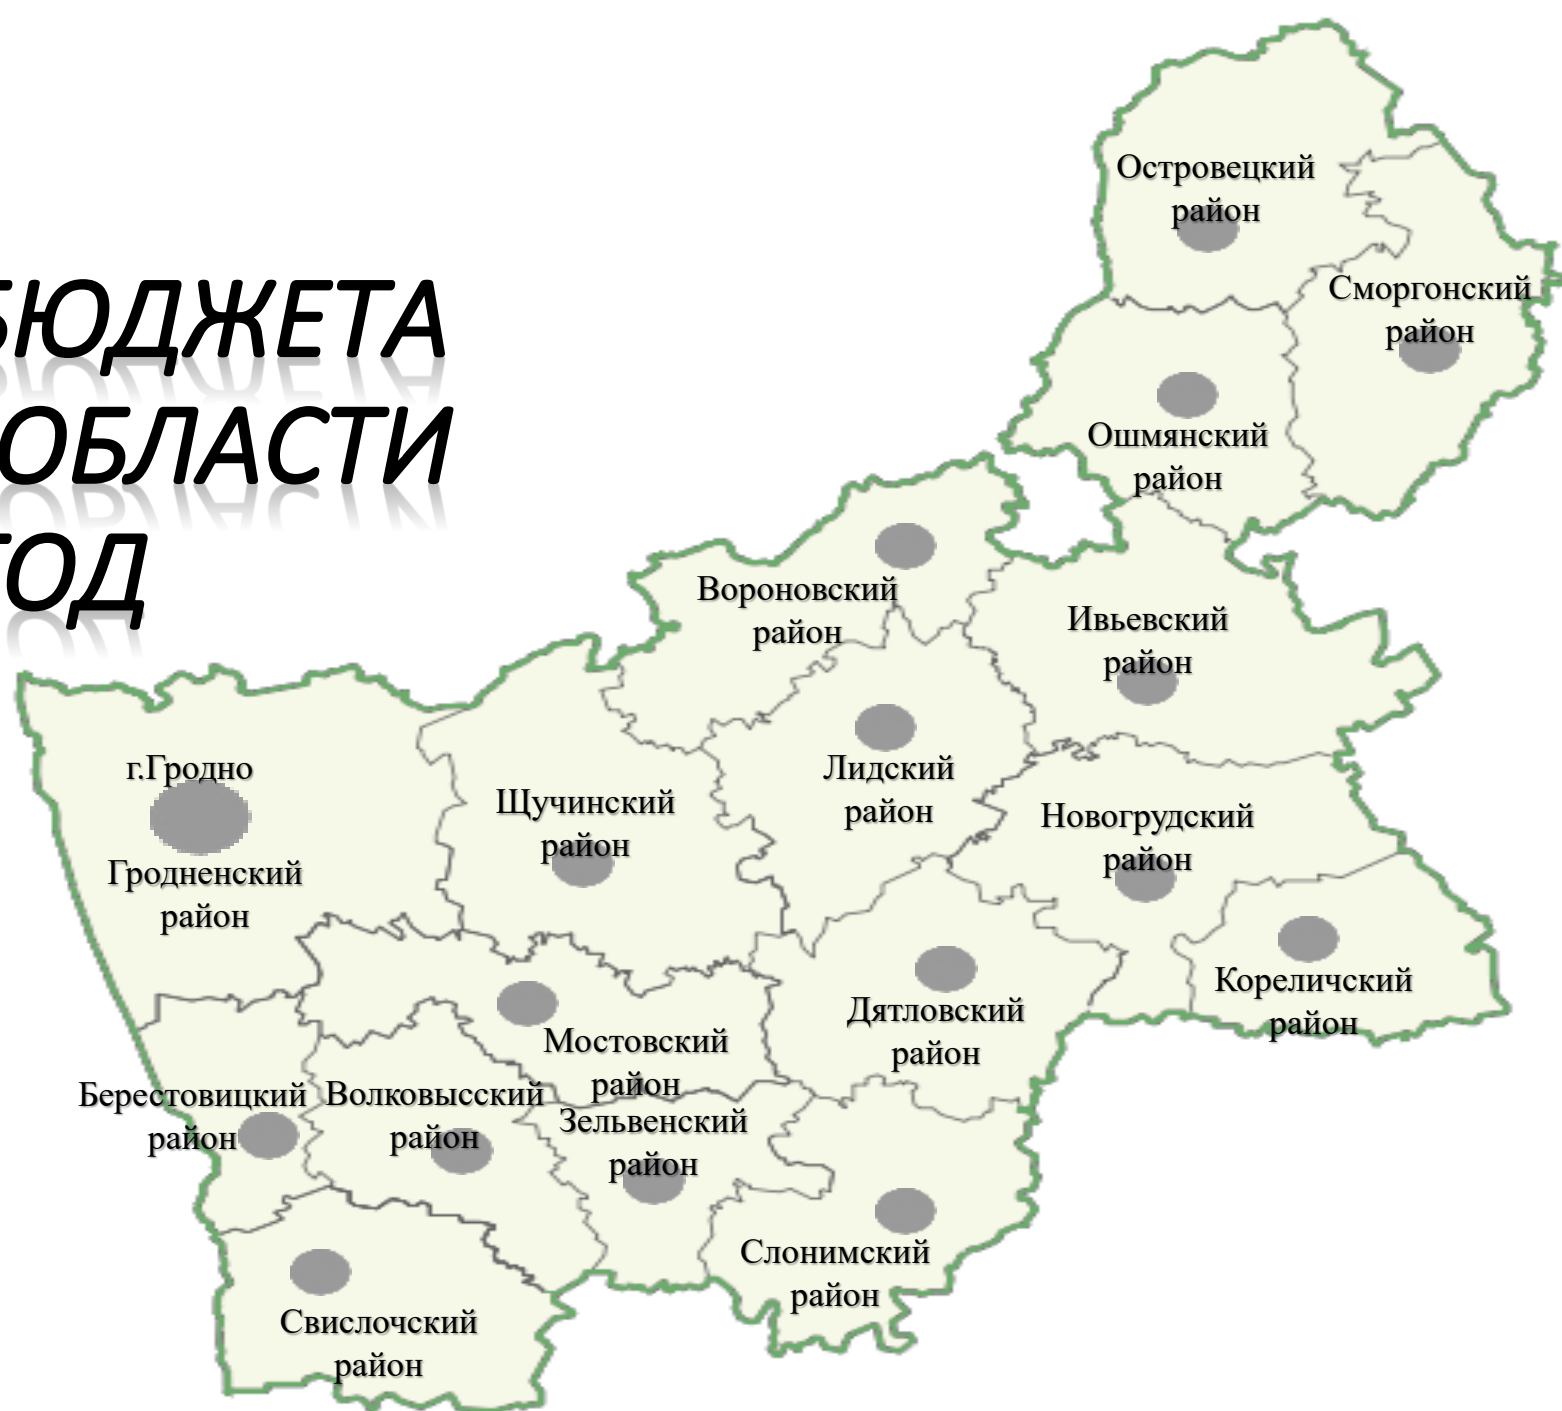 БЮДЖЕТА
ОБЛАСТИ
ГОД
Островецкий
район
Сморгонский
район
Ошмянский
район
Вороновский
район
Ивьевский
район
г.Гродно
Гродненский
район
Щучинский
район
Лидский
район
Новогрудский
район
Кореличский
район
Дятловский
район
Мостовский
район
Берестовицкий
район
Волковысский
район
Зельвенский
район
Слонимский
район
Свислочский
район